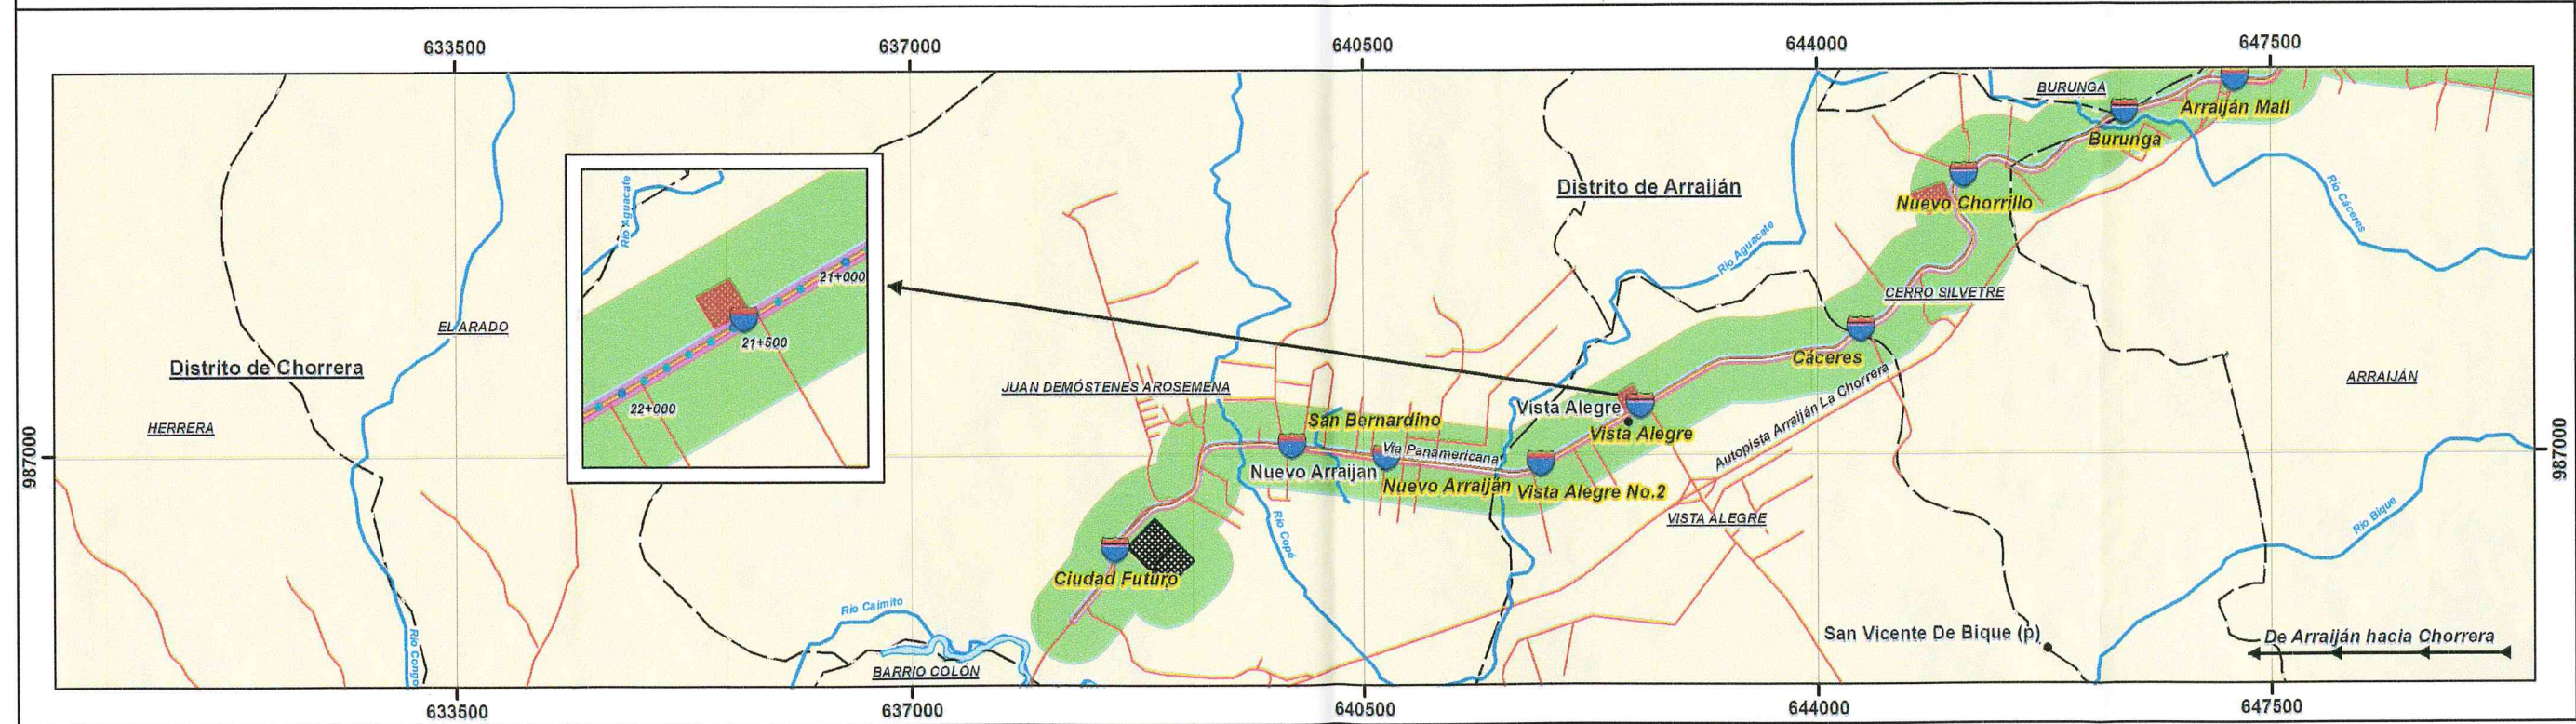 633500
637000
640500
644000
647500
BURUNGA
Arraiján Mall
Burunga
Distrito de Arraiján
Nuevo Chorrillo
Río Cáceres
Río Aguacate
Río Aguacate
21+000
21+500
22+000
CERRO SILVETRE
EL ARADO
Distrito de Chorrera
Cáceres
ARRAIJÁN
JUAN DEMÓSTENES AROSEMENA
Vista Alegre
Autopista Arraiján La Chorrera
HERRERA
San Bernardino
Vista Alegre
987000
Vía Panamericana
987000
Nuevo Arraijan
Nuevo Arraiján
Vista Alegre No.2
VISTA ALEGRE
Río Bique
Río Copé
Ciudad Futuro
Río Caimito
Río Congo
San Vicente De Bique (p)
De Arraiján hacia Chorrera
BARRIO COLÓN
633500
637000
640500
644000
647500